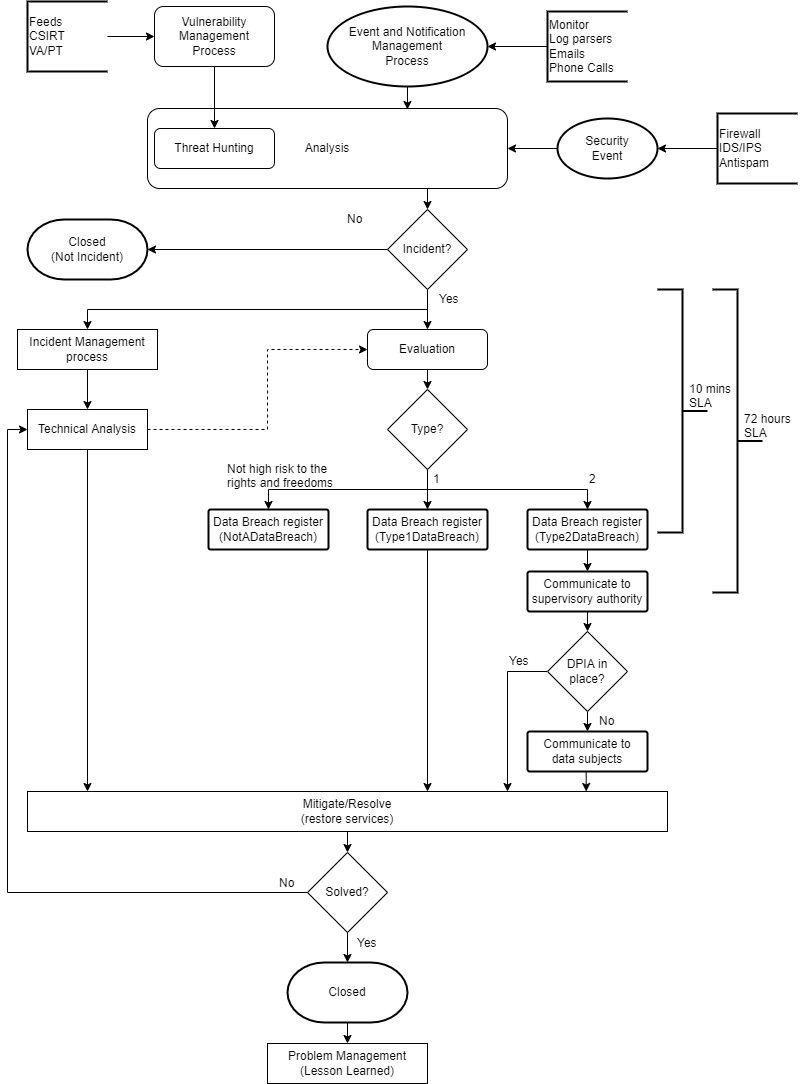 Feeds
CSIRT
VA/PT
Vulnerability
Management
Process
Event and Notification
Management
Process
Monitor
Log parsers
Emails
Phone Calls
Threat Hunting
Analysis
Security
Event
Firewall
IDS/IPS
Antispam
No
Closed
(Not Incident)
Incident?
Yes
Incident Management
process
Evaluation
10 mins
SLA
72 hours
SLA
Technical Analysis
Type?
Not high risk to the
rights and freedoms
1
2
Data Breach register
(NotADataBreach)
Data Breach register
(Type1DataBreach)
Data Breach register
(Type2DataBreach)
Communicate to
supervisory authority
Yes
DPIA in
place?
No
Communicate to
data subjects
Mitigate/Resolve
(restore services)
No
Solved?
Yes
Closed
Problem Management
(Lesson Learned)